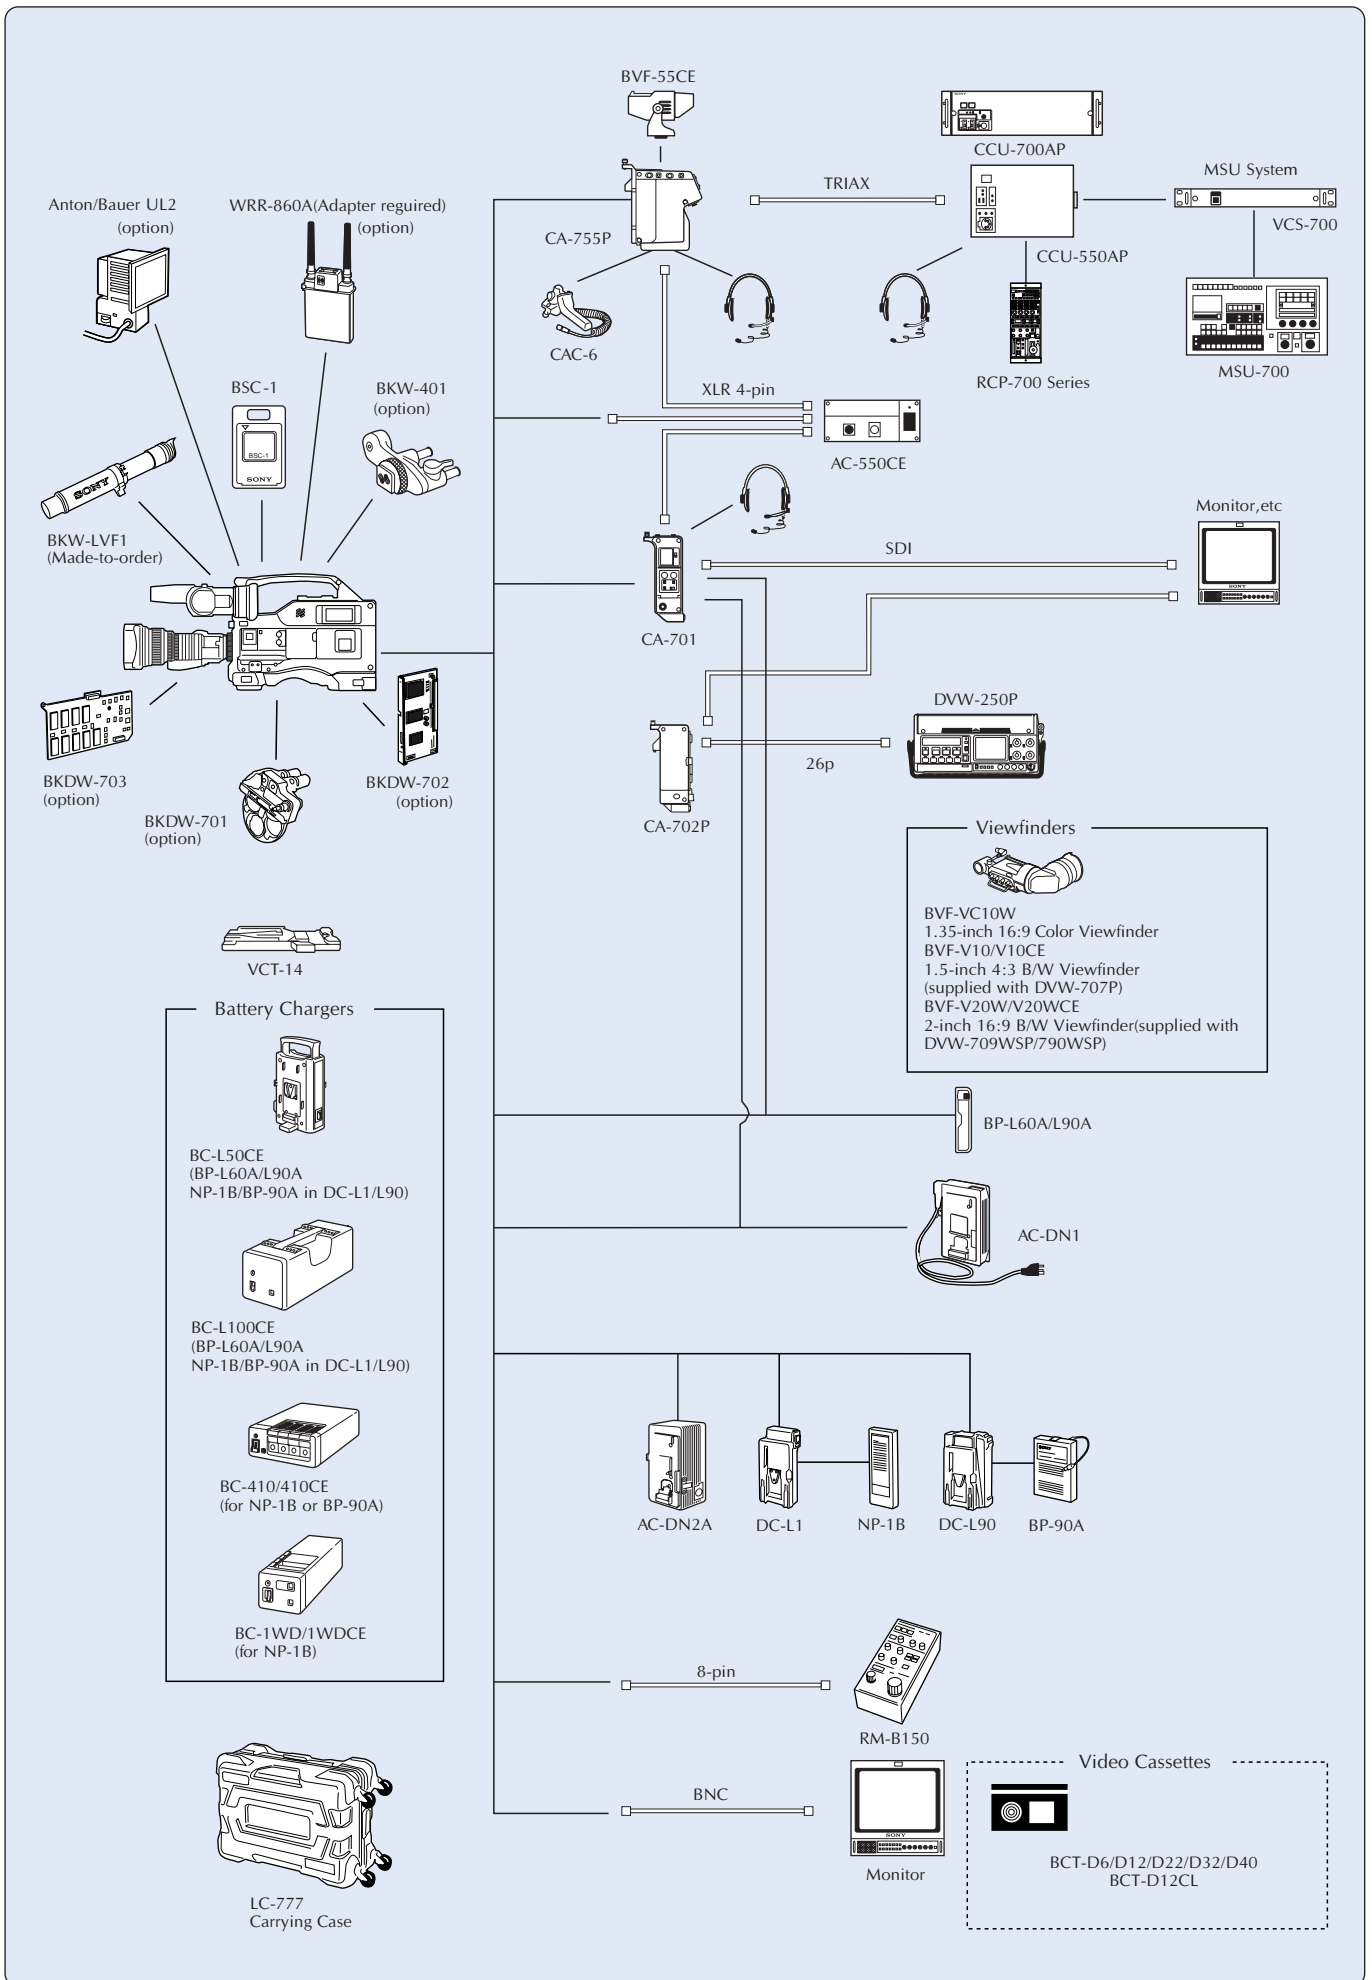 BVF-55CE
CCU-700AP
TRIAX
MSU System
VCS-700
Anton/Bauer UL2
(option)
WRR-860A(Adapter reguired)
(option)
CA-755P
CCU-550AP
CAC-6
RCP-700 Series
MSU-700
BSC-1
BSC-1
SONY
BKW-401
(option)
XLR 4-pin
AC-550CE
SONY
BKW-LVF1
(Made-to-order)
Monitor,etc
SONY
SDI
CA-701
DVW-250P
26p
CA-702P
BKDW-703
(option)
BKDW-701
(option)
BKDW-702
(option)
Viewfinders
BVF-VC10W
1.35-inch 16:9 Color Viewfinder
BVF-V10/V10CE
1.5-inch 4:3 B/W Viewfinder
(supplied with DVW-707P)
BVF-V20W/V20WCE
2-inch 16:9 B/W Viewfinder(supplied with
DVW-709WSP/790WSP)
VCT-14
Battery Chargers
BC-L50CE
(BP-L60A/L90A
NP-1B/BP-90A in DC-L1/L90)
BC-L100CE
(BP-L60A/L90A
NP-1B/BP-90A in DC-L1/L90)
BC-410/410CE
(for NP-1B or BP-90A)
BC-1WD/1WDCE
(for NP-1B)
BP-L60A/L90A
AC-DN1
AC-DN2A
DC-L1
NP-1B
DC-L90
BP-90A
8-pin
RM-B150
BNC
SONY
Monitor
Video Cassettes
BCT-D6/D12/D22/D32/D40
BCT-D12CL
LC-777
Carrying Case